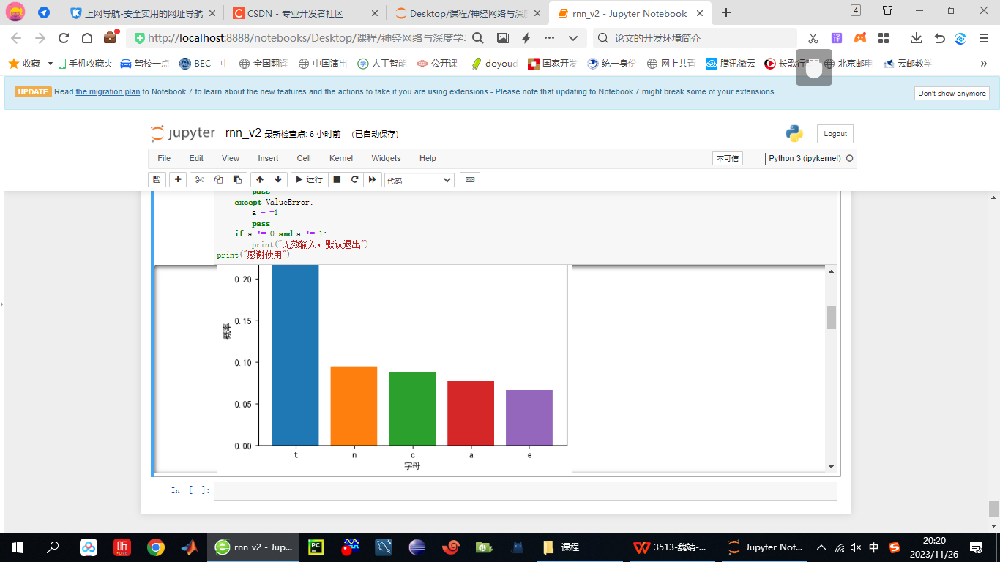 上网导航-安全实用的网址导航
CSDN - 专业开发者社区
Desktop/课程/神经网络与深度
rnn_v2 - Jupyter Notebook
4
http://localhost:8888/notebooks/Desktop/课程/神经网络与深度学习
论文的开发环境简介
译
收藏 手机收藏夹 驾校一点 BEC - 中 全国翻译 中国演出 人工智能 公开课 doyoud 国家开发 统一身份 网上共青 腾讯微云 长歌行 北京邮电 云邮教学
UPDATE Read the migration plan to Notebook 7 to learn about the new features and the actions to take if you are using extensions - Please note that updating to Notebook 7 might break some of your extensions.
Don't show anymore
jupyter rnn_v2 最新检查点: 6 小时前 (已自动保存)
Logout
File Edit View Insert Cell Kernel Widgets Help
不可信
Python 3 (ipykernel)
运行
代码
pass
except ValueError:
a = -1
pass
if a != 0 and a != 1:
print("无效输入，默认退出")
print("感谢使用")
0.20
0.15
0.10
0.05
0.00
概率
t n c a e
字母
In [ ]:
听
LIVE
rnn_v2 - Jup...
PC
课程
3513-魏靖-...
Jupyter Not...
中
20:20
2023/11/26